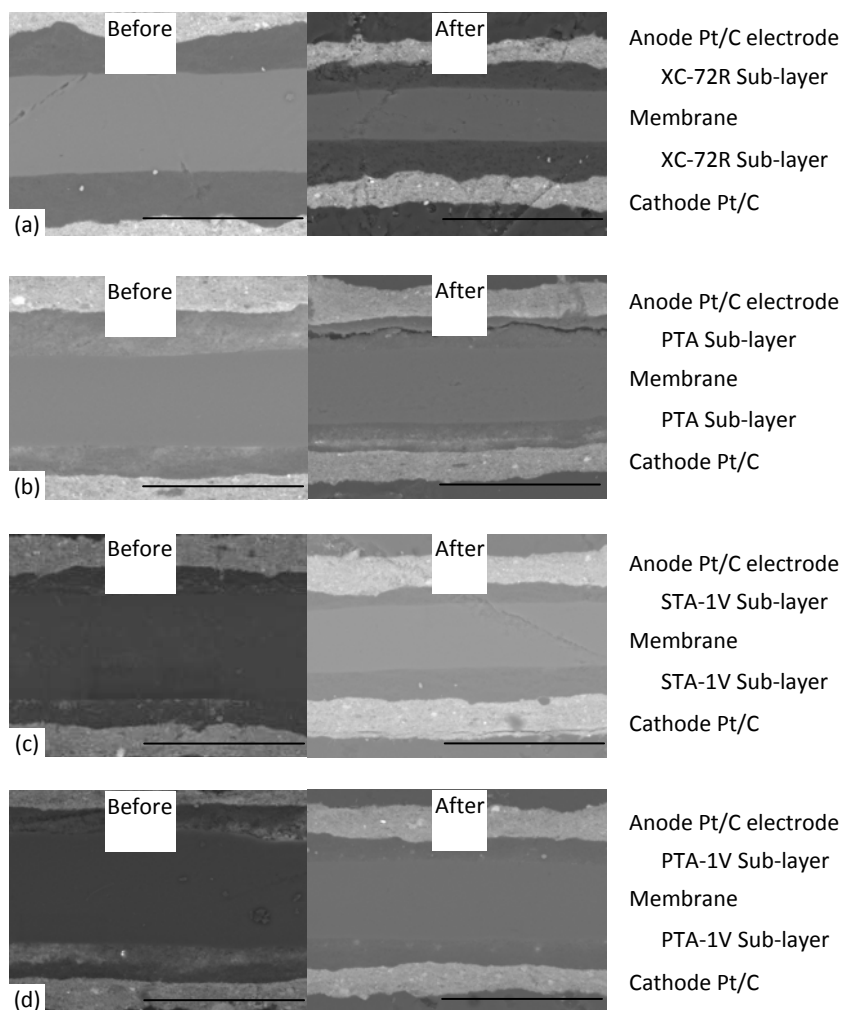 Before
After
Anode Pt/C electrode
XC-72R Sub-layer
Membrane
XC-72R Sub-layer
Cathode Pt/C
(a)
Before
After
Anode Pt/C electrode
PTA Sub-layer
Membrane
PTA Sub-layer
Cathode Pt/C
(b)
Before
After
Anode Pt/C electrode
STA-1V Sub-layer
Membrane
STA-1V Sub-layer
Cathode Pt/C
(c)
Before
After
Anode Pt/C electrode
PTA-1V Sub-layer
Membrane
PTA-1V Sub-layer
Cathode Pt/C
(d)